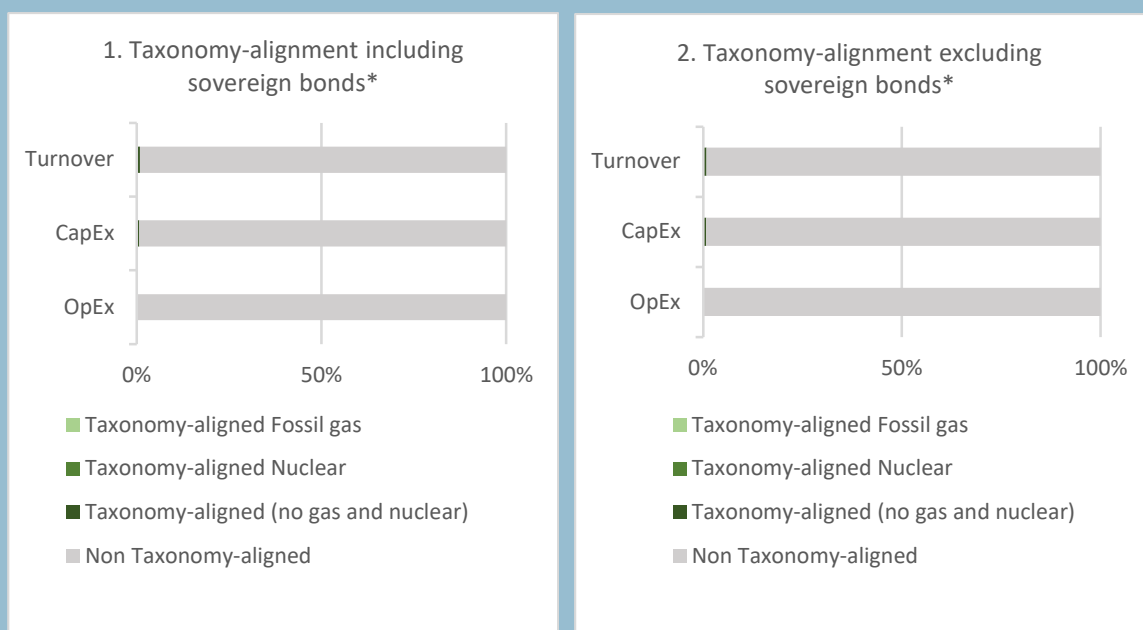 1. Taxonomy-alignment including
sovereign bonds*
Turnover
CapEx
OpEx
0%
50%
100%
Taxonomy-aligned Fossil gas
Taxonomy-aligned Nuclear
Taxonomy-aligned (no gas and nuclear)
Non Taxonomy-aligned
2. Taxonomy-alignment excluding
sovereign bonds*
Turnover
CapEx
OpEx
0%
50%
100%
Taxonomy-aligned Fossil gas
Taxonomy-aligned Nuclear
Taxonomy-aligned (no gas and nuclear)
Non Taxonomy-aligned